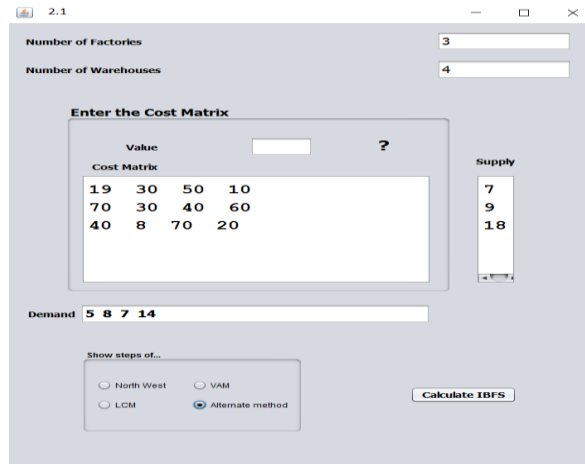 2.1
Number of Factories 3
Number of Warehouses 4
Enter the Cost Matrix
Value ?
Cost Matrix Supply
19 30 50 10 7
70 30 40 60 9
40 8 70 20 18
Demand 5 8 7 14
Show steps of...
North West VAM
LCM Alternate method
Calculate IBFS